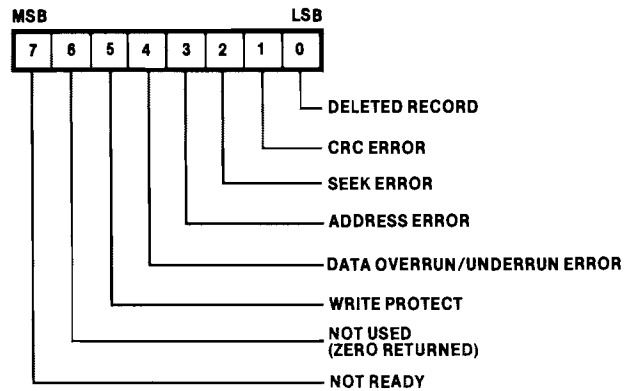 MSB LSB
7 6 5 4 3 2 1 0
DELETED RECORD
CRC ERROR
SEEK ERROR
ADDRESS ERROR
DATA OVERRUN/UNDERRUN ERROR
WRITE PROTECT
NOT USED
(ZERO RETURNED)
NOT READY